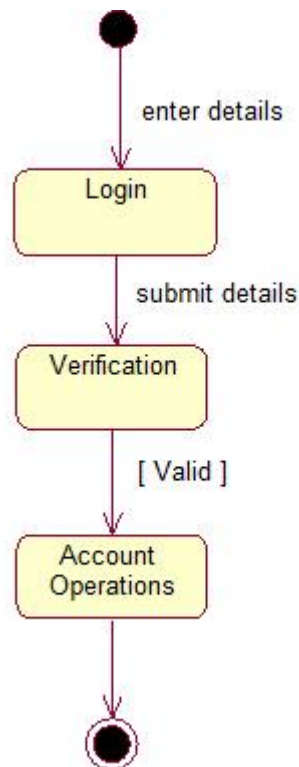 enter details
Login
submit details
Verification
[ Valid ]
Account
Operations